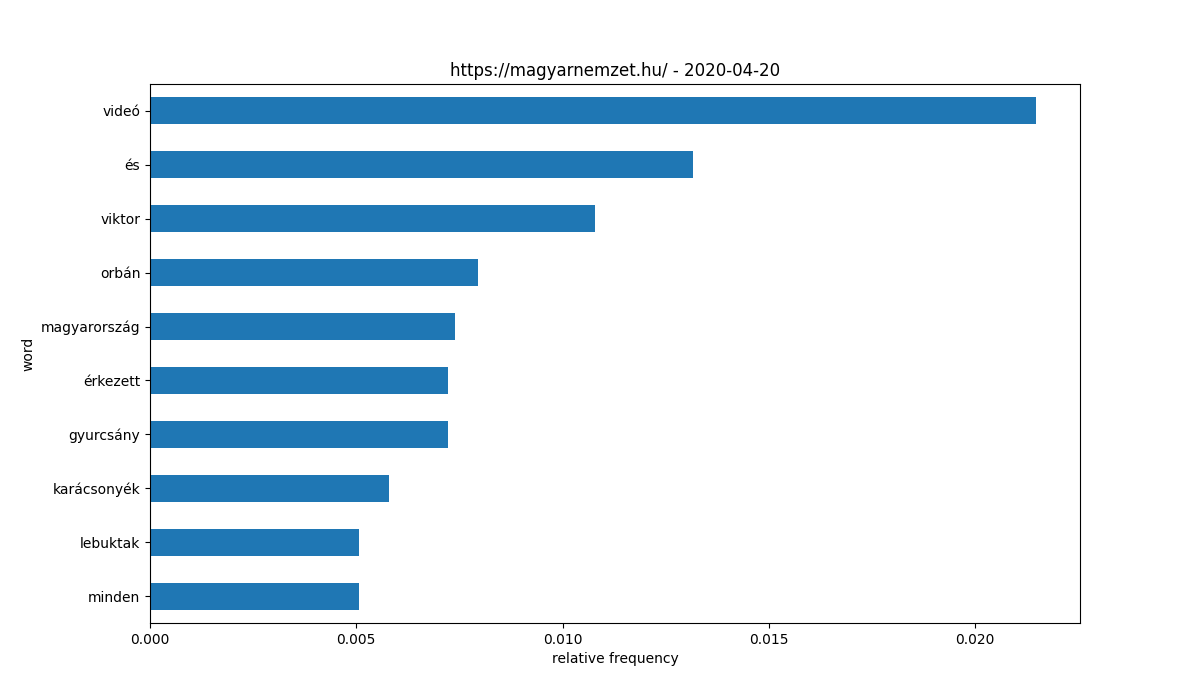 https://magyarnemzet.hu/ - 2020-04-20
videó
és
viktor
orbán
magyarország
érkezett
gyurcsány
karácsonyék
lebuktak
minden
word
0.000 0.005 0.010 0.015 0.020
relative frequency